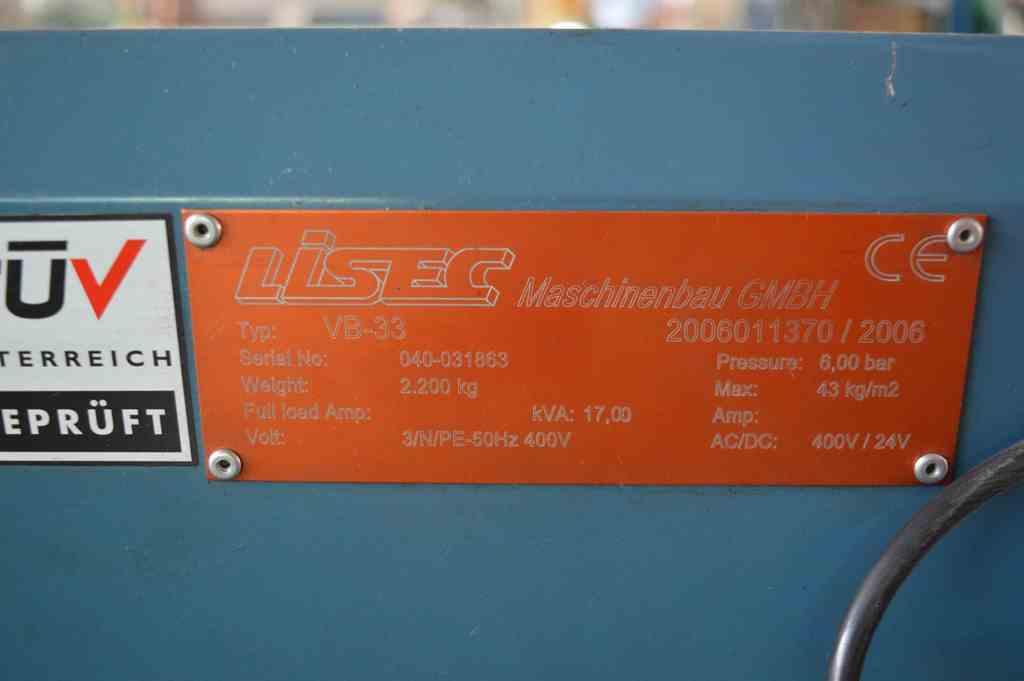 TÜV
TERREICH
EPRÜFT
LiSEC Maschinenbau GMBH CE
Typ: VB-33 2006011370 / 2006
Serial No: 040-031863 Pressure: 6,00 bar
Weight: 2.200 kg Max: 43 kg/m2
Full load Amp: kVA: 17,00 Amp:
Volt: 3/N/PE-50Hz 400V AC/DC: 400V / 24V